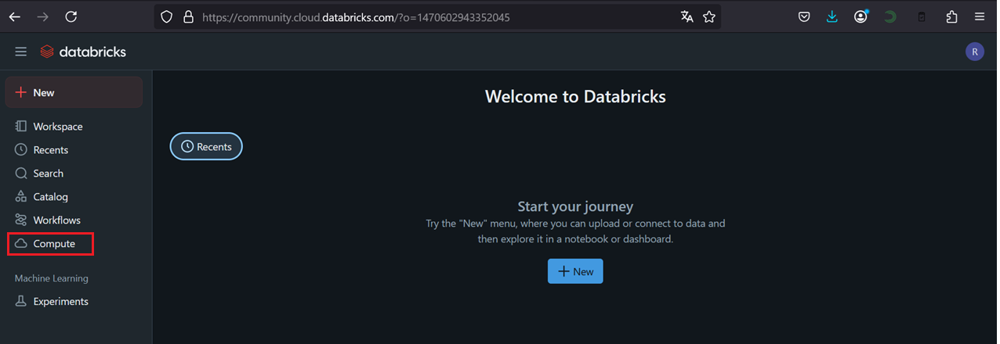 https://community.cloud.databricks.com/?o=1470602943352045
databricks
R
New
Workspace
Recents
Search
Catalog
Workflows
Compute
Machine Learning
Experiments
Welcome to Databricks
Recents
Start your journey
Try the "New" menu, where you can upload or connect to data and
then explore it in a notebook or dashboard.
New